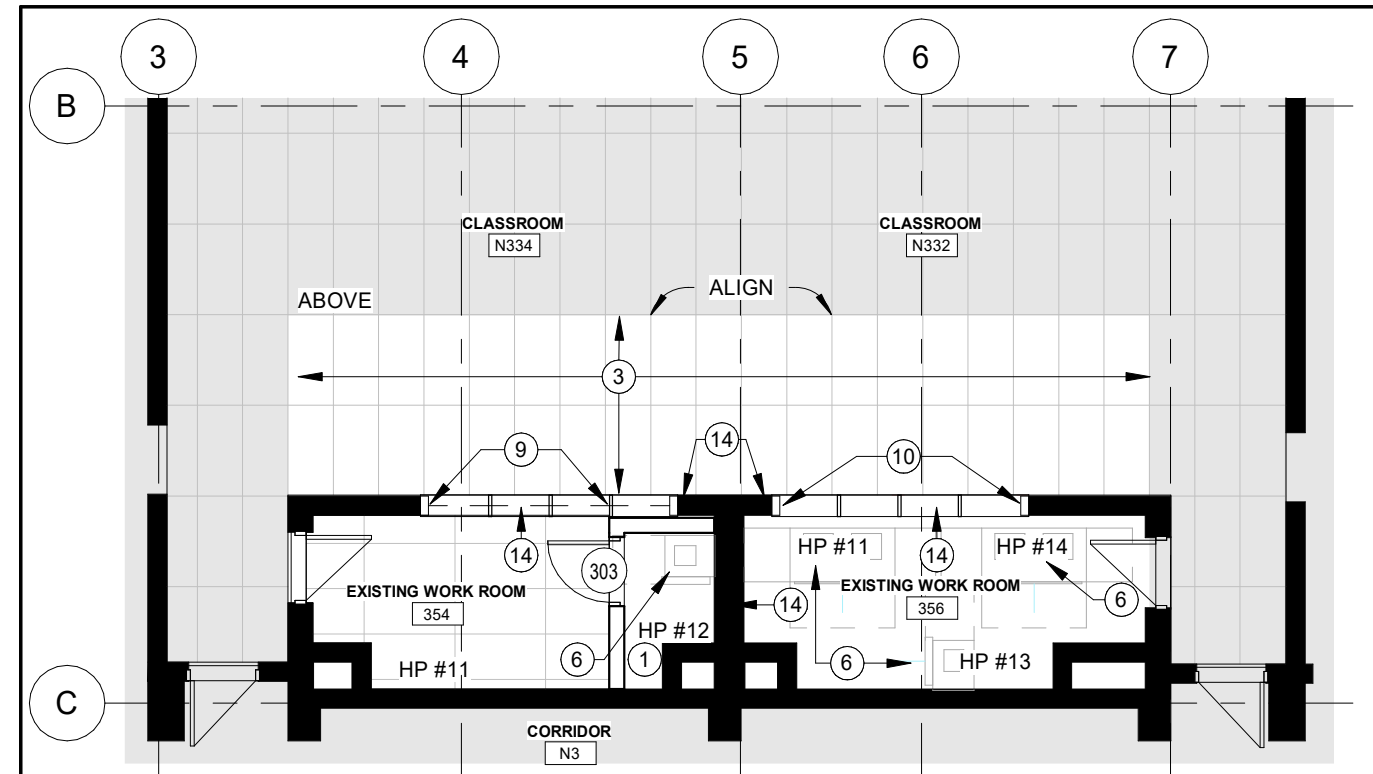 3
4
5
6
7
B
CLASSROOM
N334
CLASSROOM
N332
ABOVE
ALIGN
3
9
14
10
14
HP #11
14
HP #14
303
EXISTING WORK ROOM
354
EXISTING WORK ROOM
356
14
6
HP #12
6
1
HP #11
6
HP #13
C
CORRIDOR
N3